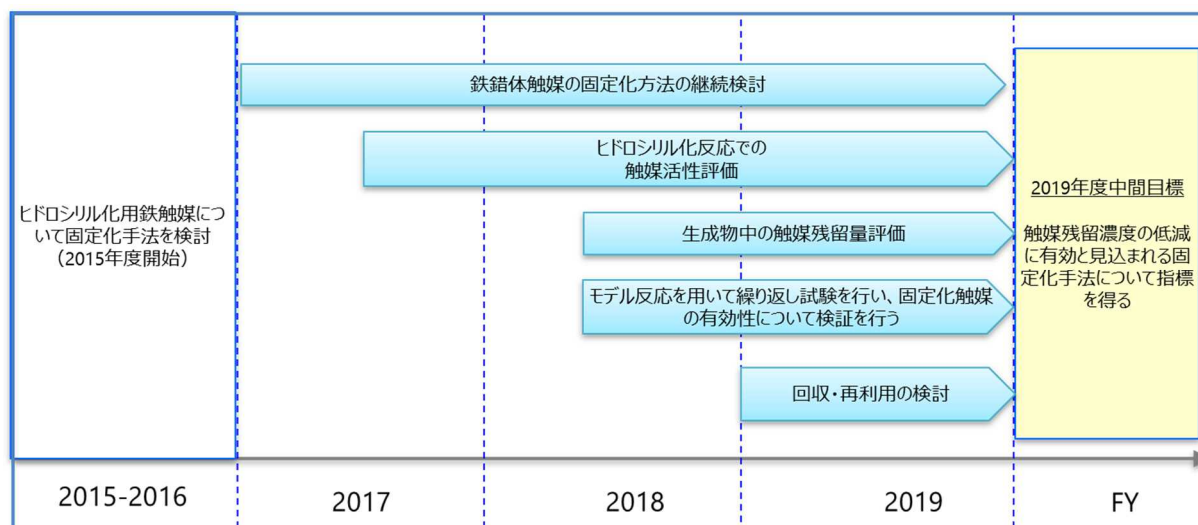 鉄錯体触媒の固定化方法の継続検討
ヒドロシリル化反応での
触媒活性評価
ヒドロシリル化用鉄触媒につ
いて固定化手法を検討
（2015年度開始）
生成物中の触媒残留量評価
モデル反応を用いて繰り返し試験を行い、固定化触媒
の有効性について検証を行う
回収・再利用の検討
2019年度中間目標
触媒残留濃度の低減
に有効と見込まれる固
定化手法について指標
を得る
2015-2016
2017
2018
2019
FY